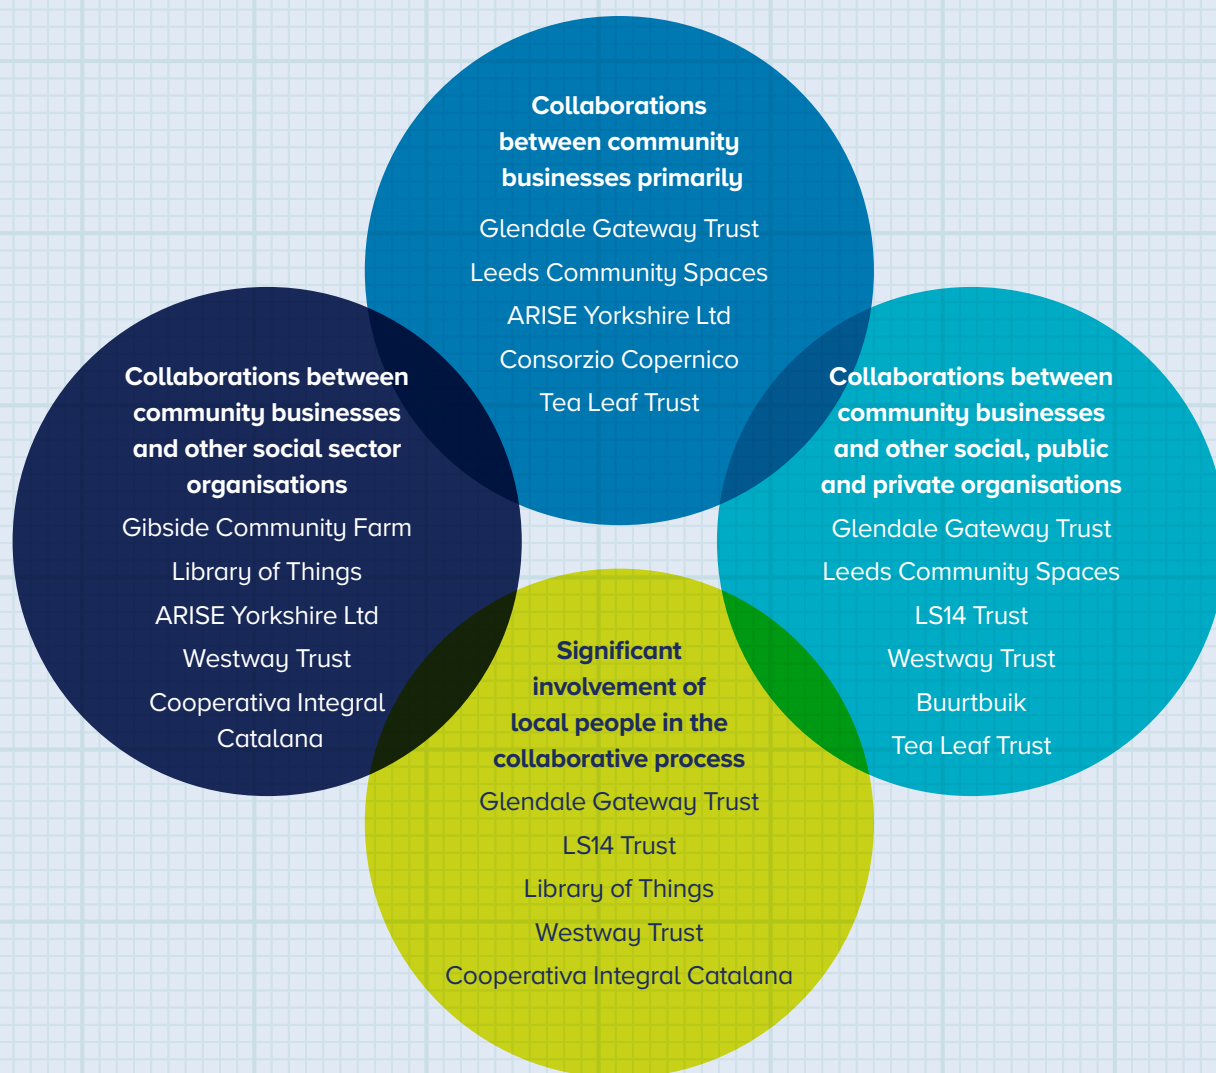 Collaborations
between community
businesses primarily
Glendale Gateway Trust
Leeds Community Spaces
ARISE Yorkshire Ltd
Consorzio Copernico
Tea Leaf Trust
Collaborations between
community businesses
and other social sector
organisations
Gibside Community Farm
Library of Things
ARISE Yorkshire Ltd
Westway Trust
Cooperativa Integral
Catalana
Collaborations between
community businesses
and other social, public
and private organisations
Glendale Gateway Trust
Leeds Community Spaces
LS14 Trust
Westway Trust
Buurtbuik
Tea Leaf Trust
Significant
involvement of
local people in the
collaborative process
Glendale Gateway Trust
LS14 Trust
Library of Things
Westway Trust
Cooperativa Integral Catalana